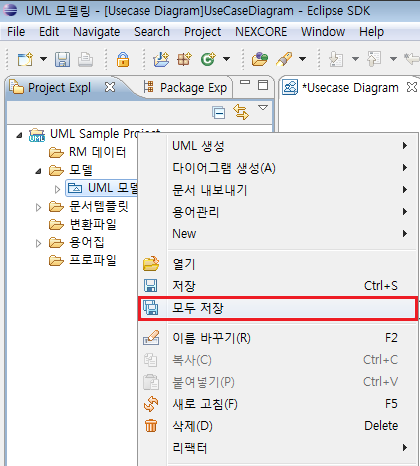 UML 모델링 - [Usecase Diagram]UseCaseDiagram - Eclipse SDK
File Edit Navigate Search Project NEXCORE Window Help
Project Expl
Package Exp
*Usecase Diagram
UML Sample Project
RM 데이터
모델
UML 모델
문서템플릿
변환파일
용어집
프로파일
UML 생성
다이어그램 생성(A)
문서 내보내기
용어관리
New
열기
저장 Ctrl+S
모두 저장
이름 바꾸기(R) F2
복사(C) Ctrl+C
붙여넣기(P) Ctrl+V
새로 고침(F) F5
삭제(D) Delete
리팩터